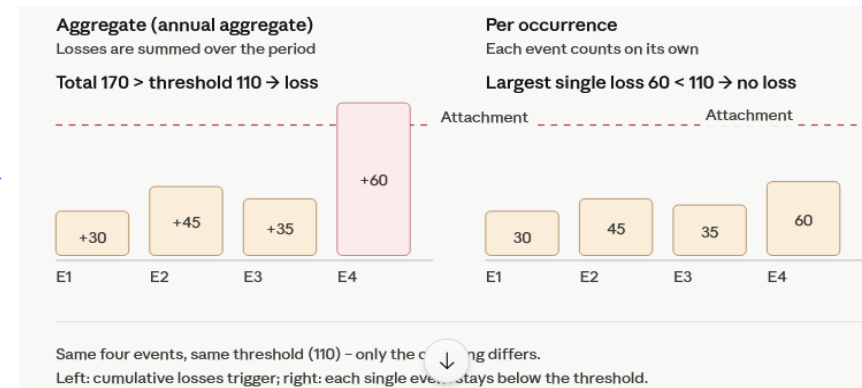 Aggregate (annual aggregate)
Losses are summed over the period
Total 170 > threshold 110 → loss
Attachment
+30
+45
+35
+60
E1
E2
E3
E4
Per occurrence
Each event counts on its own
Largest single loss 60 < 110 → no loss
Attachment
30
45
35
60
E1
E2
E3
E4
Same four events, same threshold (110) – only the differs.
Left: cumulative losses trigger; right: each single stays below the threshold.